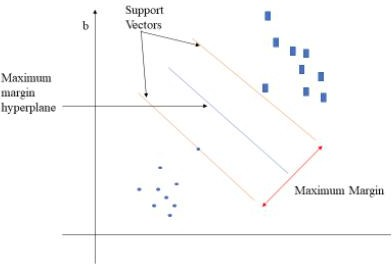 Support
Vectors
b
Maximum
margin
hyperplane
Maximum Margin